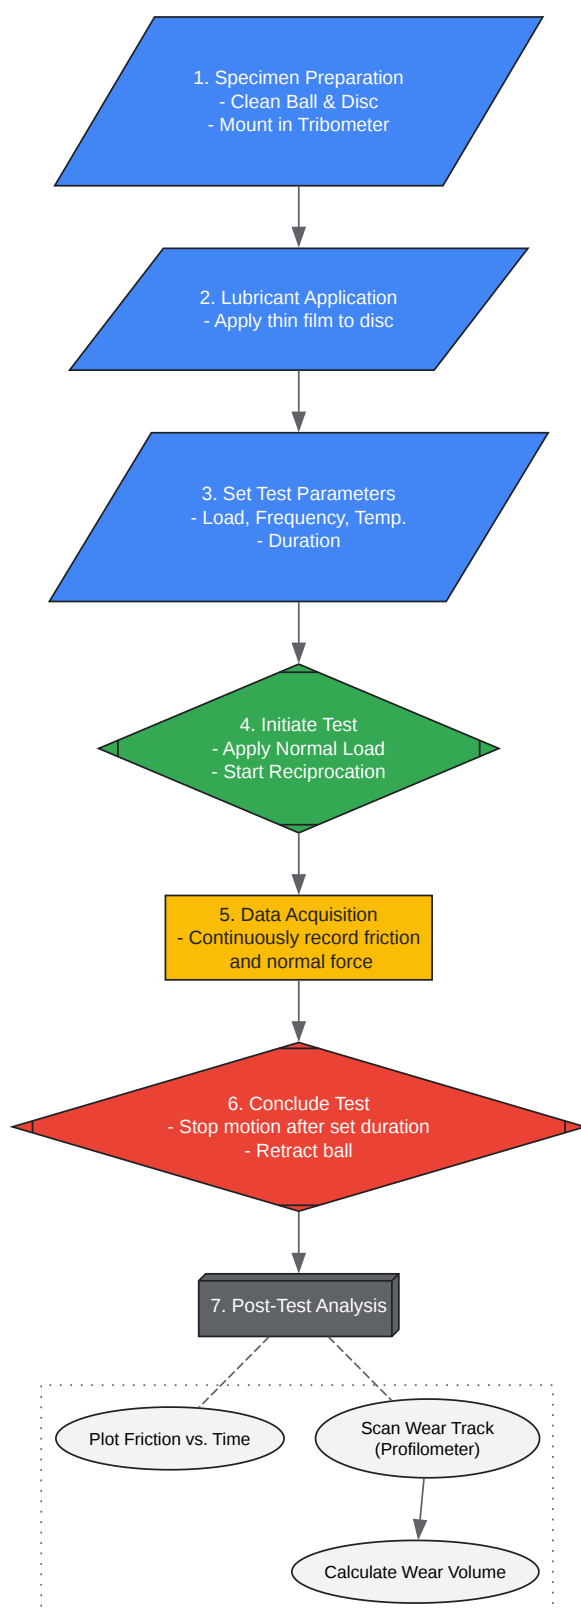 1. Specimen Preparation
- Clean Ball & Disc
- Mount in Tribometer
2. Lubricant Application
- Apply thin film to disc
3. Set Test Parameters
- Load, Frequency, Temp.
- Duration
4. Initiate Test
- Apply Normal Load
- Start Reciprocation
5. Data Acquisition
- Continuously record friction
and normal force
6. Conclude Test
- Stop motion after set duration
- Retract ball
7. Post-Test Analysis
Plot Friction vs. Time
Scan Wear Track
(Profilometer)
Calculate Wear Volume